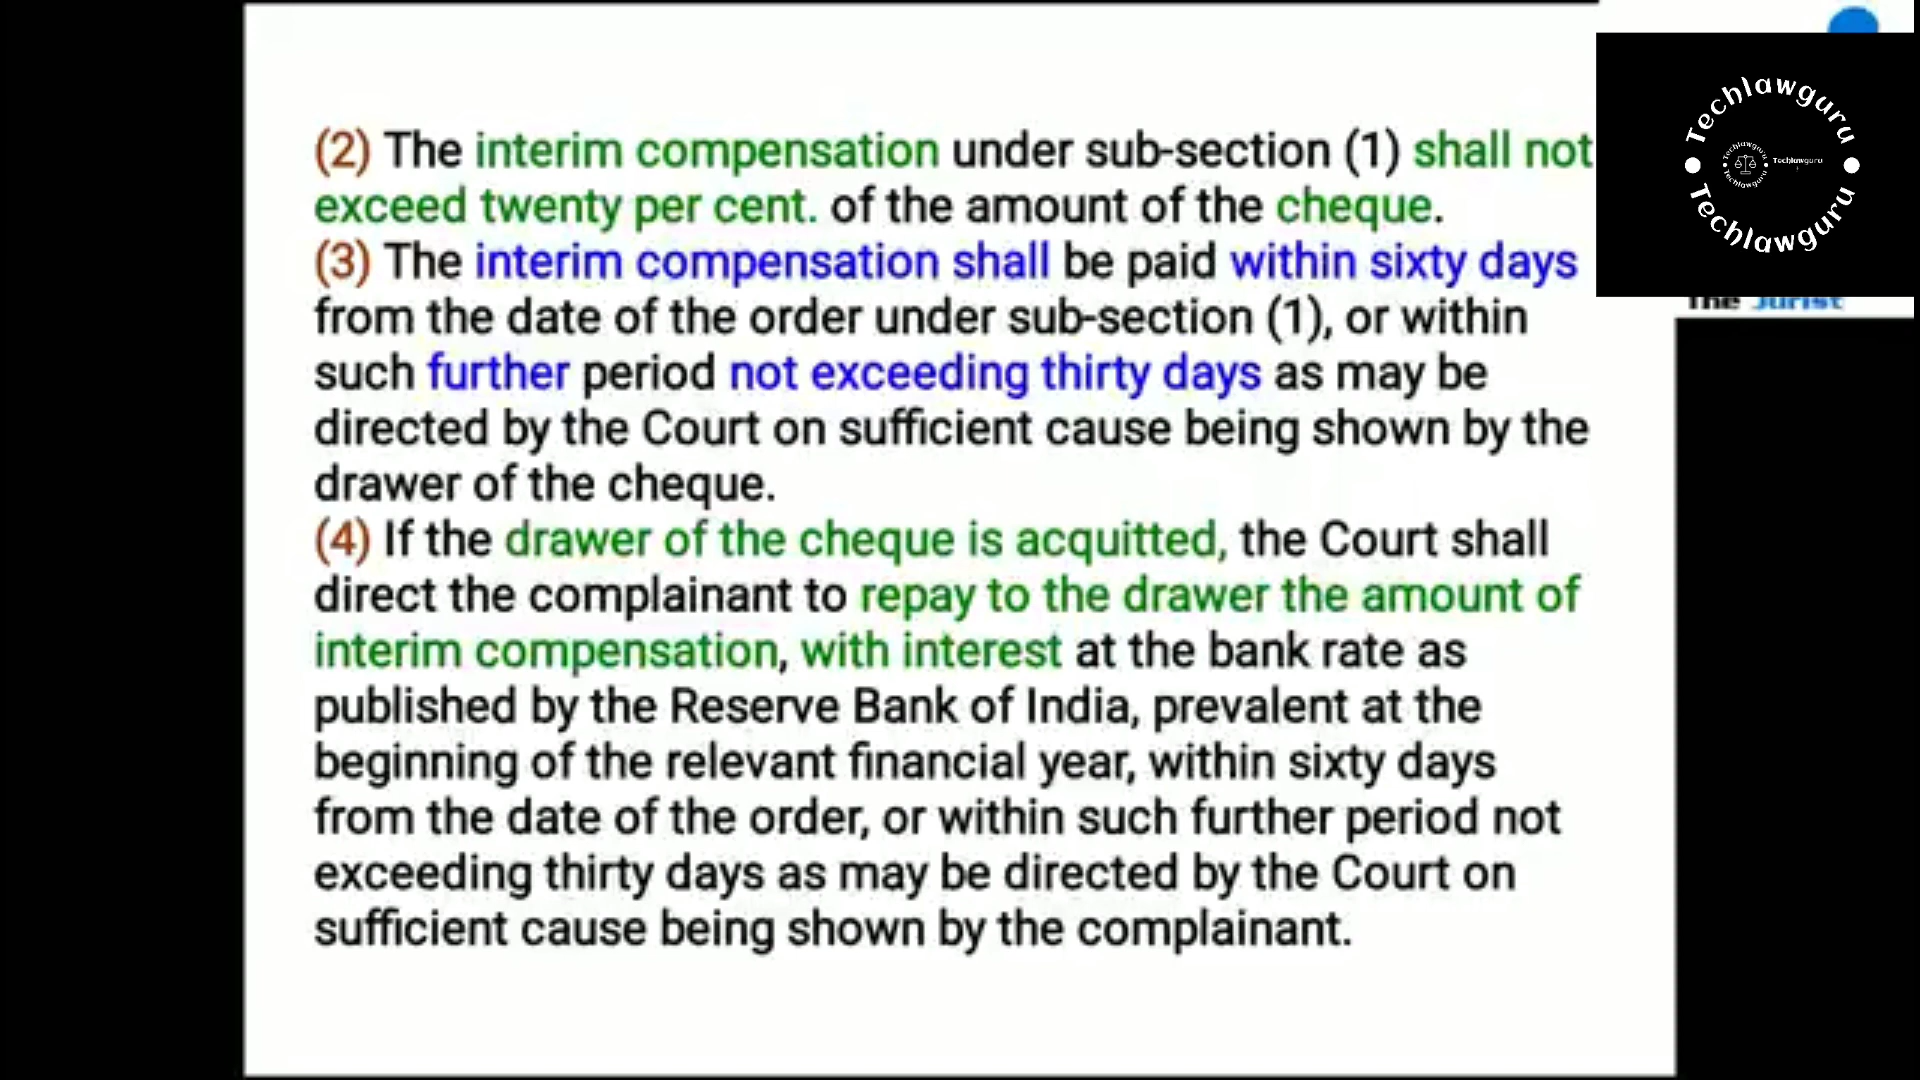 (2) The interim compensation under sub-section (1) shall not
exceed twenty per cent. of the amount of the cheque.
(3) The interim compensation shall be paid within sixty days
from the date of the order under sub-section (1), or within
such further period not exceeding thirty days as may be
directed by the Court on sufficient cause being shown by the
drawer of the cheque.
(4) If the drawer of the cheque is acquitted, the Court shall
direct the complainant to repay to the drawer the amount of
interim compensation, with interest at the bank rate as
published by the Reserve Bank of India, prevalent at the
beginning of the relevant financial year, within sixty days
from the date of the order, or within such further period not
exceeding thirty days as may be directed by the Court on
sufficient cause being shown by the complainant.
Techlawguru
Techlawguru
Techlawguru
Techlawguru
Techlawguru
The Jurist